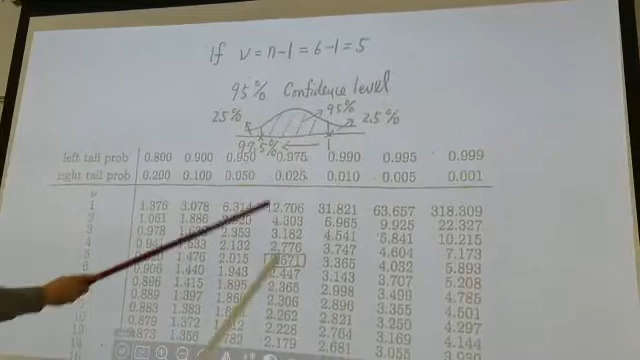 If ν = n-1 = 6-1 = 5
95% Confidence level
2.5% 95% 2.5%
97.5%
left tail prob 0.800 0.900 0.950 0.975 0.990 0.995 0.999
right tail prob 0.200 0.100 0.050 0.025 0.010 0.005 0.001
ν
1 1.376 3.078 6.314 12.706 31.821 63.657 318.309
2 1.061 1.886 4.303 6.965 9.925 22.327
3 0.978 2.353 3.182 4.541 5.841 10.215
4 2.132 2.776 3.747 4.604 7.173
5 1.476 2.015 2.571 3.365 4.032 5.893
0.906 1.440 1.943 2.447 3.143 3.707 5.208
0.896 1.415 1.895 2.365 2.998 3.499 4.785
0.889 1.397 2.306 2.896 3.355 4.501
0.883 1.383 2.262 2.821 3.250 4.297
0.879 1.372 2.228 2.764 3.169 4.144
1.356 .782 2.179 2.681 3.055